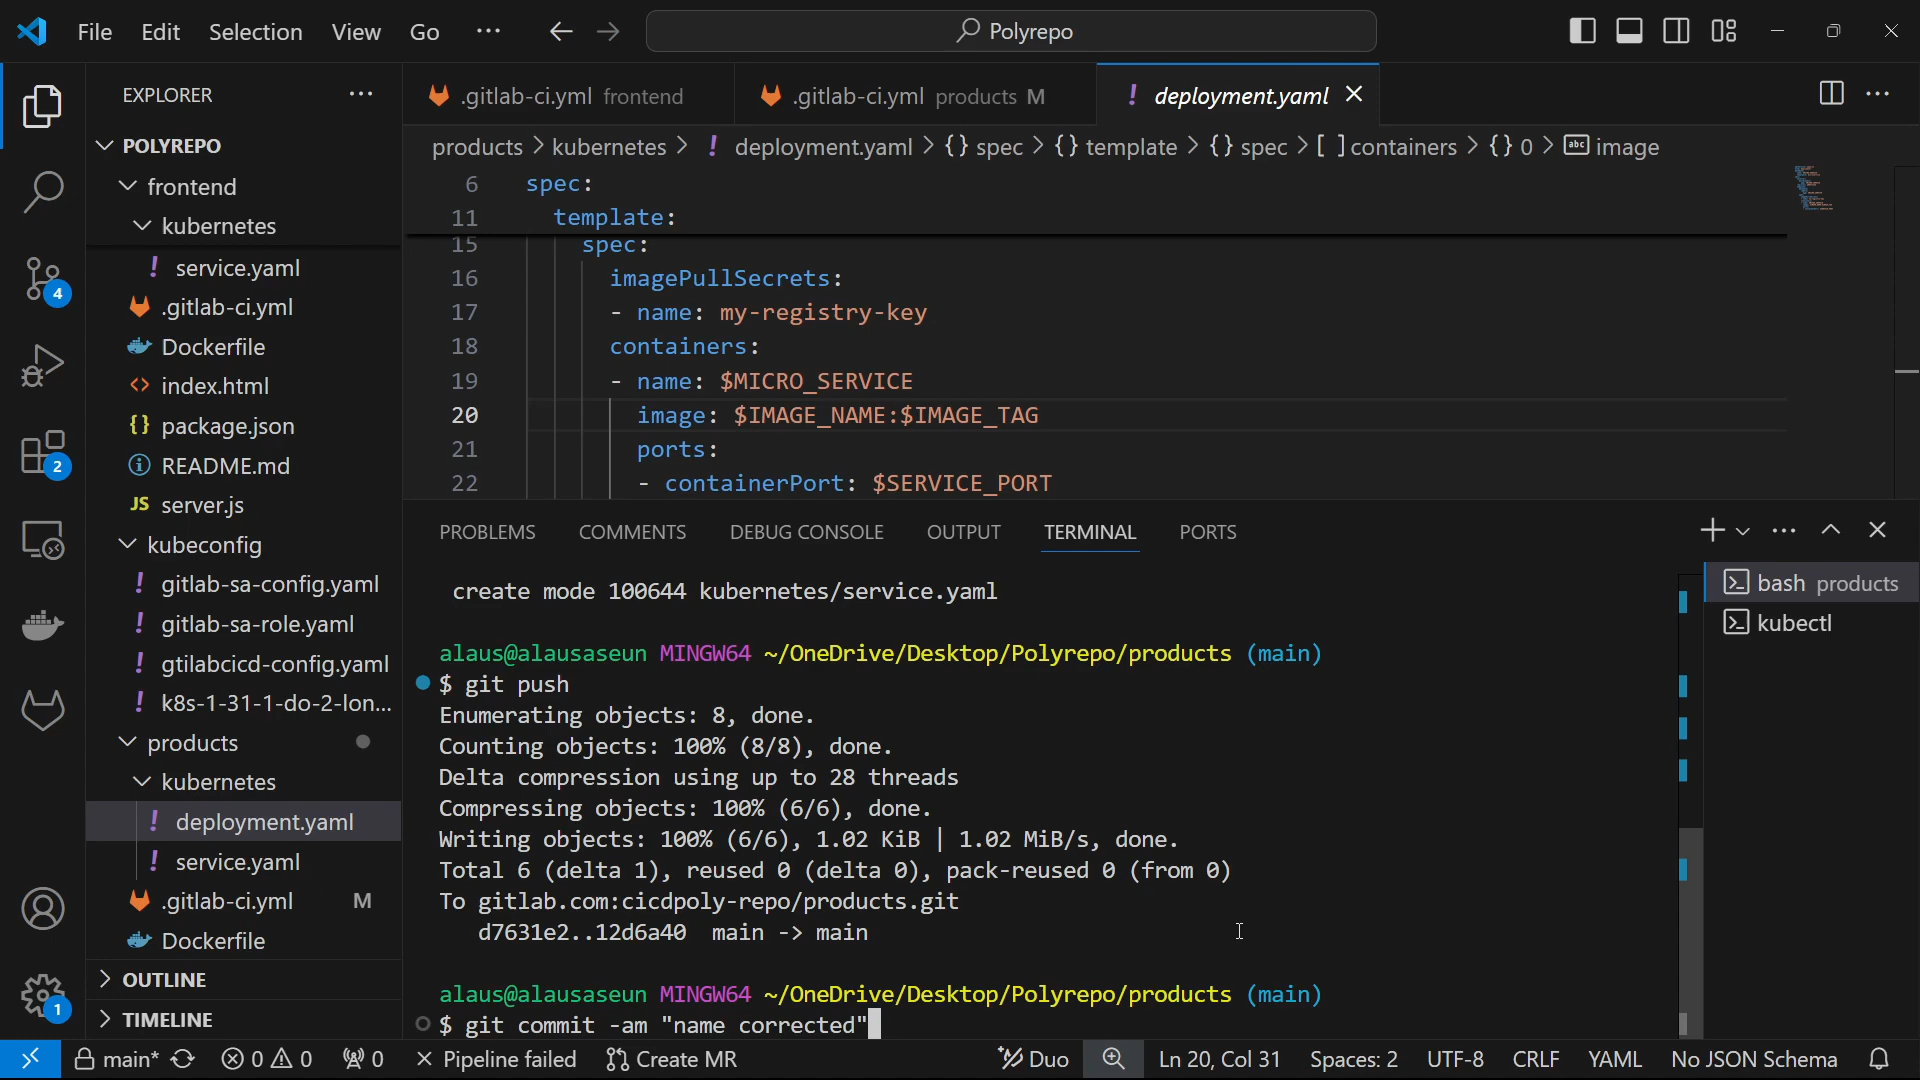 File Edit Selection View Go ··· Polyrepo
EXPLORER
POLYREPO
frontend
kubernetes
service.yaml
.gitlab-ci.yml
Dockerfile
index.html
package.json
README.md
server.js
kubeconfig
gitlab-sa-config.yaml
gitlab-sa-role.yaml
gtilabcicd-config.yaml
k8s-1-31-1-do-2-lon...
products
kubernetes
deployment.yaml
service.yaml
.gitlab-ci.yml M
Dockerfile
OUTLINE
TIMELINE
4
2
1
.gitlab-ci.yml frontend
.gitlab-ci.yml products M
deployment.yaml
products > kubernetes > ! deployment.yaml > {} spec > {} template > {} spec > [ ] containers > {} 0 > abc image
6 spec:
11 template:
15 spec:
16 imagePullSecrets:
17 - name: my-registry-key
18 containers:
19 - name: $MICRO_SERVICE
20 image: $IMAGE_NAME:$IMAGE_TAG
21 ports:
22 - containerPort: $SERVICE_PORT
PROBLEMS COMMENTS DEBUG CONSOLE OUTPUT TERMINAL PORTS
create mode 100644 kubernetes/service.yaml
alaus@alausaseun MINGW64 ~/OneDrive/Desktop/Polyrepo/products (main)
$ git push
Enumerating objects: 8, done.
Counting objects: 100% (8/8), done.
Delta compression using up to 28 threads
Compressing objects: 100% (6/6), done.
Writing objects: 100% (6/6), 1.02 KiB | 1.02 MiB/s, done.
Total 6 (delta 1), reused 0 (delta 0), pack-reused 0 (from 0)
To gitlab.com:cicdpoly-repo/products.git
d7631e2..12d6a40 main -> main
alaus@alausaseun MINGW64 ~/OneDrive/Desktop/Polyrepo/products (main)
$ git commit -am "name corrected"
bash products
kubectl
main* 0 0 0 Pipeline failed Create MR Duo Ln 20, Col 31 Spaces: 2 UTF-8 CRLF YAML No JSON Schema